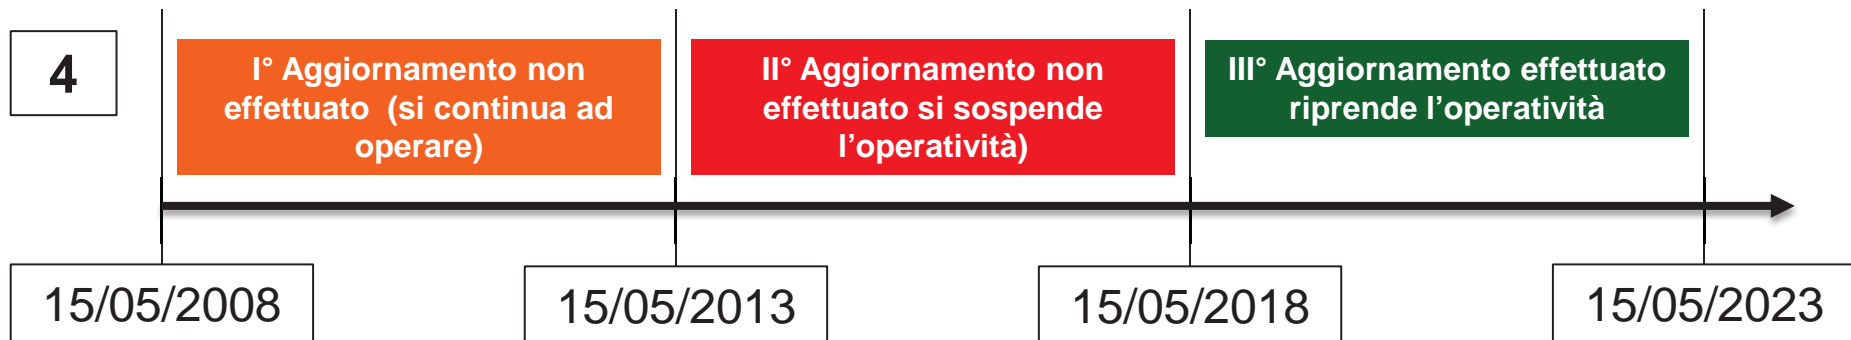 4
I° Aggiornamento non
effettuato (si continua ad
operare)
II° Aggiornamento non
effettuato si sospende
l'operatività)
III° Aggiornamento effettuato
riprende l'operatività
15/05/2008
15/05/2013
15/05/2018
15/05/2023